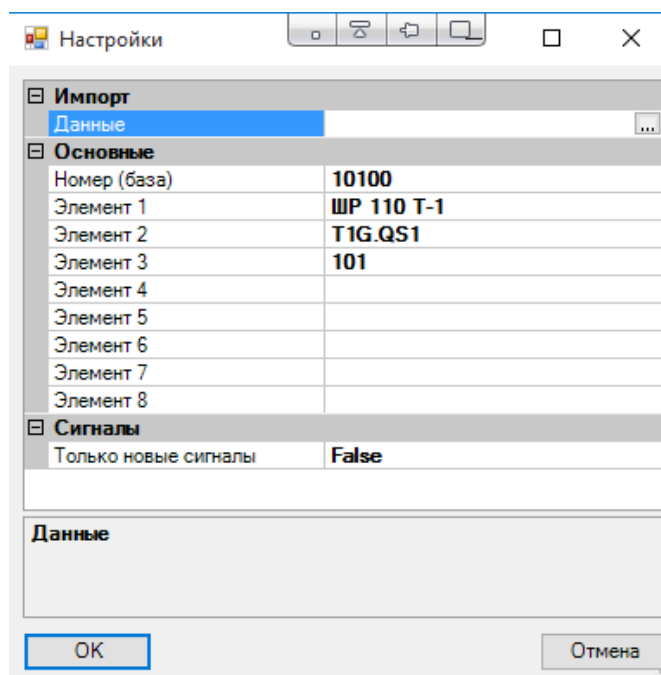 Настройки
Импорт
Данные ...
Основные
Номер (база) 10100
Элемент 1 ШР 110 Т-1
Элемент 2 T1G.QS1
Элемент 3 101
Элемент 4
Элемент 5
Элемент 6
Элемент 7
Элемент 8
Сигналы
Только новые сигналы False
Данные
OK Отмена